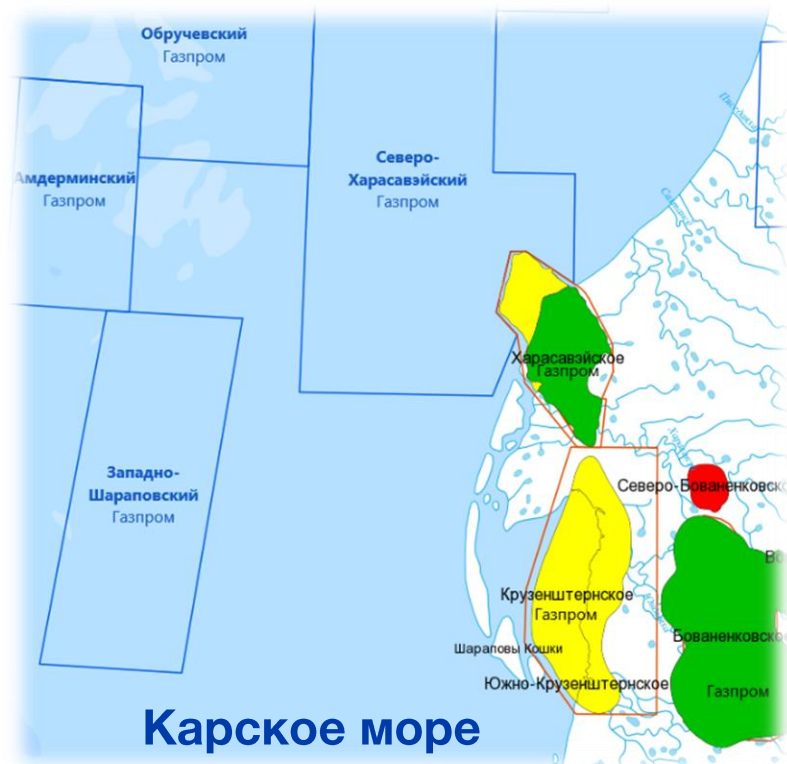 Обручевский
Газпром
Амдерминский
Газпром
Северо-
Харасавэйский
Газпром
Харасавэйское
Газпром
Западно-
Шараповский
Газпром
Северо-Бованенковско
Крузенштернское
Газпром
Бованенковско
Шараповы Кошки
Южно-Крузенштернское
Газпром
Карское море